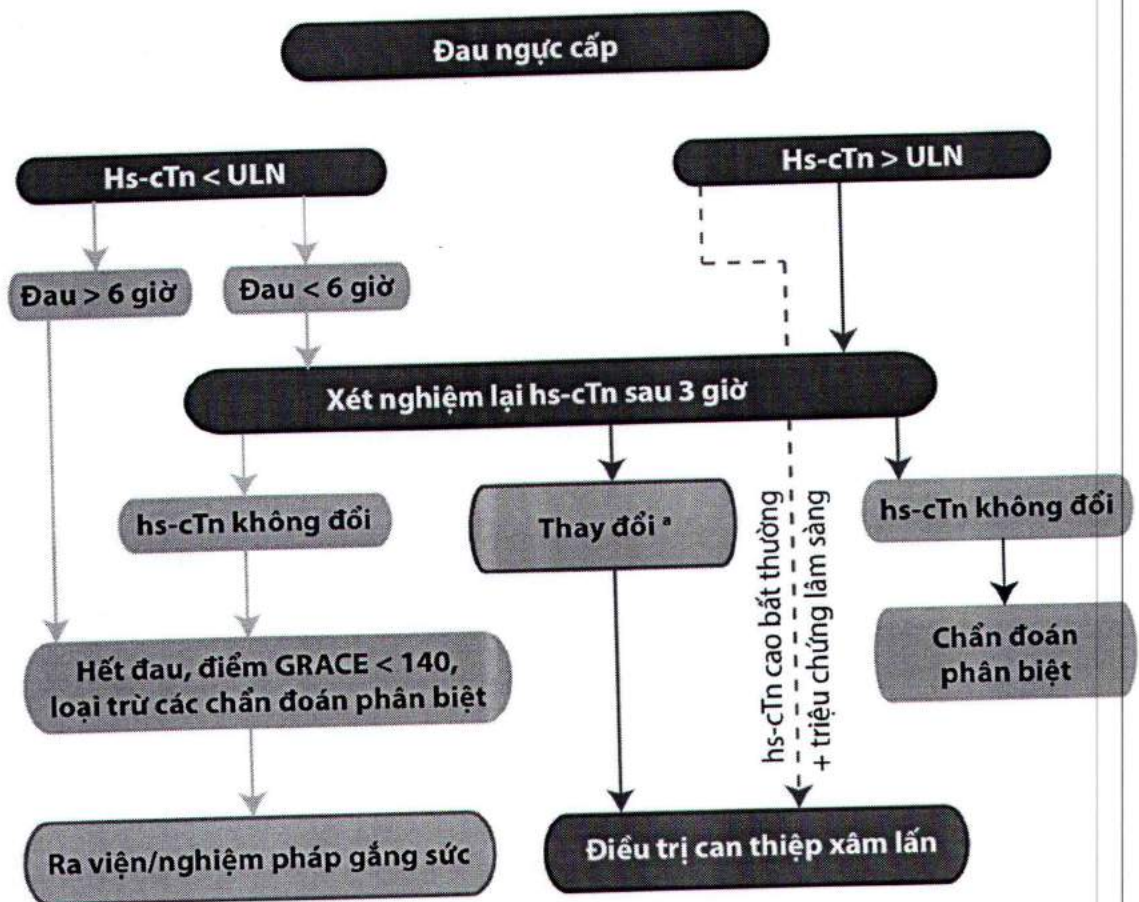 Đau ngực cấp
Hs-cTn < ULN
Hs-cTn > ULN
Đau > 6 giờ
Đau < 6 giờ
Xét nghiệm lại hs-cTn sau 3 giờ
hs-cTn không đổi
Thay đổi ᵃ
hs-cTn cao bất thường
+ triệu chứng lâm sàng
hs-cTn không đổi
Hết đau, điểm GRACE < 140,
loại trừ các chẩn đoán phân biệt
Chẩn đoán
phân biệt
Ra viện/nghiệm pháp gắng sức
Điều trị can thiệp xâm lấn